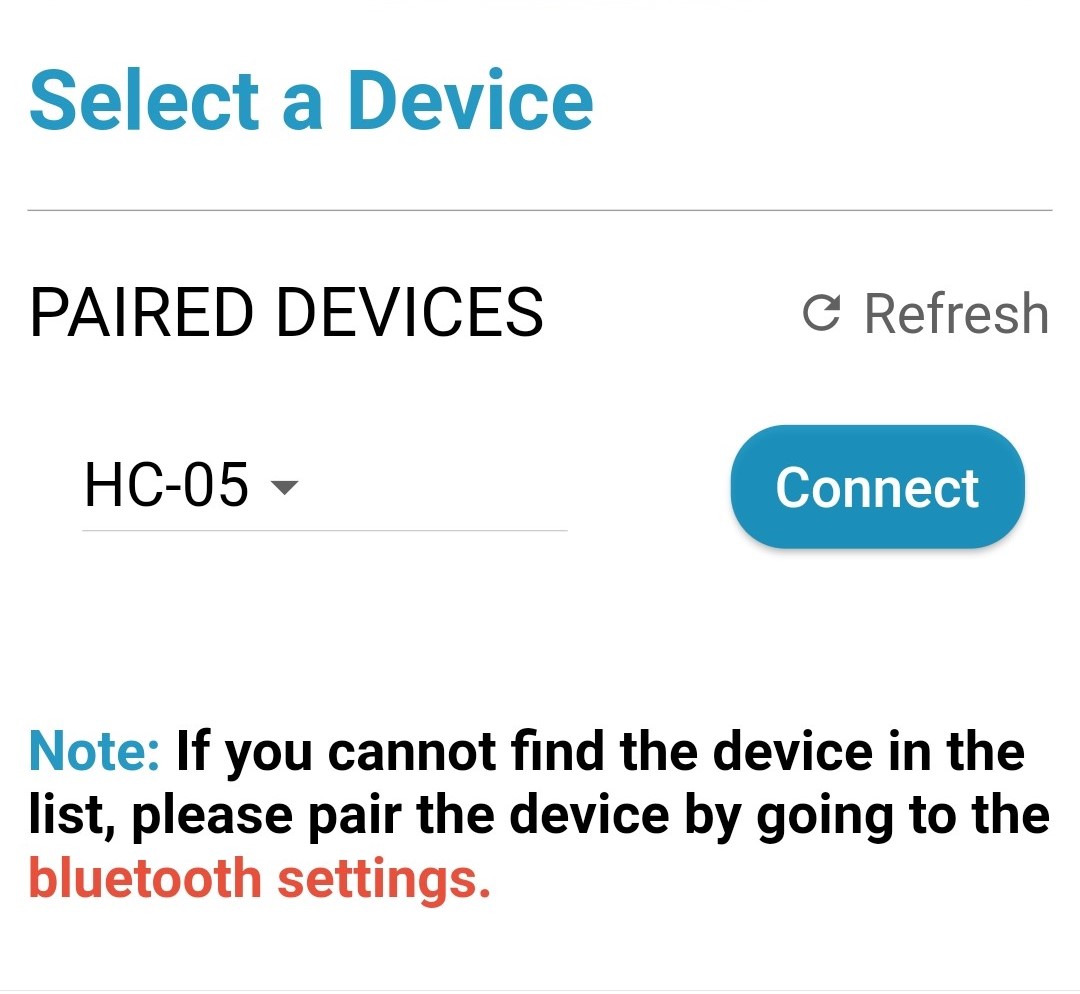 Select a Device
PAIRED DEVICES
Refresh
HC-05
Connect
Note: If you cannot find the device in the
list, please pair the device by going to the
bluetooth settings.